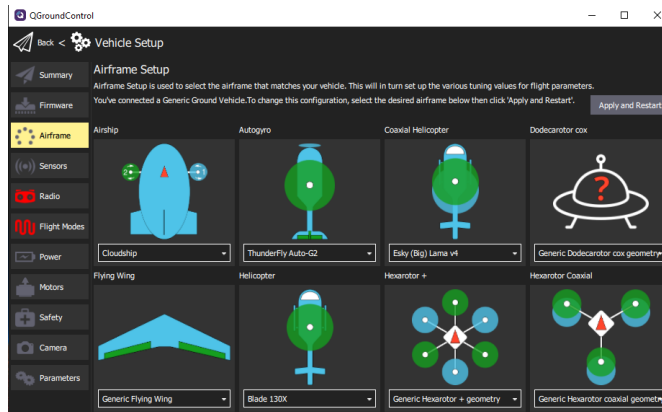 QGroundControl
Back < Vehicle Setup
Summary
Firmware
Airframe
Sensors
Radio
Flight Modes
Power
Motors
Safety
Camera
Parameters
Airframe Setup
Airframe Setup is used to select the airframe that matches your vehicle. This will in turn set up the various tuning values for flight parameters.
You've connected a Generic Ground Vehicle.To change this configuration, select the desired airframe below then click 'Apply and Restart'.
Apply and Restart
Airship
Autogyro
Coaxial Helicopter
Dodecarotor cox
2
1
?
Cloudship
ThunderFly Auto-G2
Esky (Big) Lama v4
Generic Dodecarotor cox geometry
Flying Wing
Helicopter
Hexarotor +
Hexarotor Coaxial
Generic Flying Wing
Blade 130X
Generic Hexarotor + geometry
Generic Hexarotor coaxial geometr